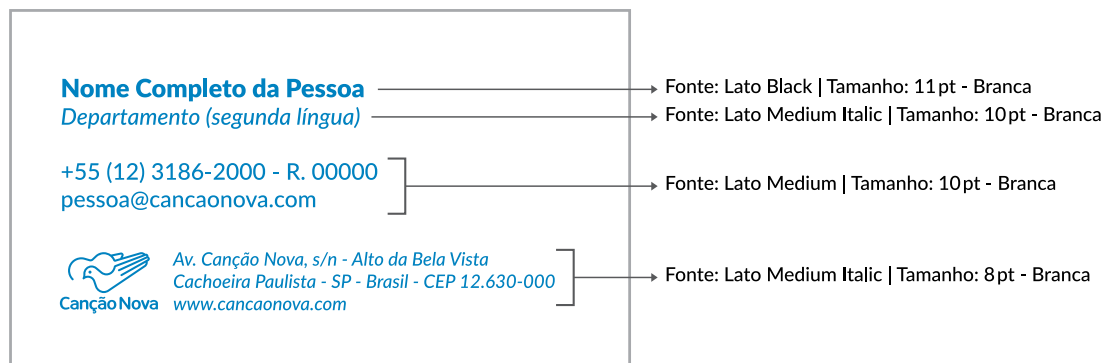 Nome Completo da Pessoa
Fonte: Lato Black | Tamanho: 11pt - Branca
Departamento (segunda língua)
Fonte: Lato Medium Italic | Tamanho: 10pt - Branca
+55 (12) 3186-2000 - R. 00000
pessoa@cancaonova.com
Fonte: Lato Medium | Tamanho: 10pt - Branca
Canção Nova
Av. Canção Nova, s/n - Alto da Bela Vista
Cachoeira Paulista - SP - Brasil - CEP 12.630-000
www.cancaonova.com
Fonte: Lato Medium Italic | Tamanho: 8pt - Branca